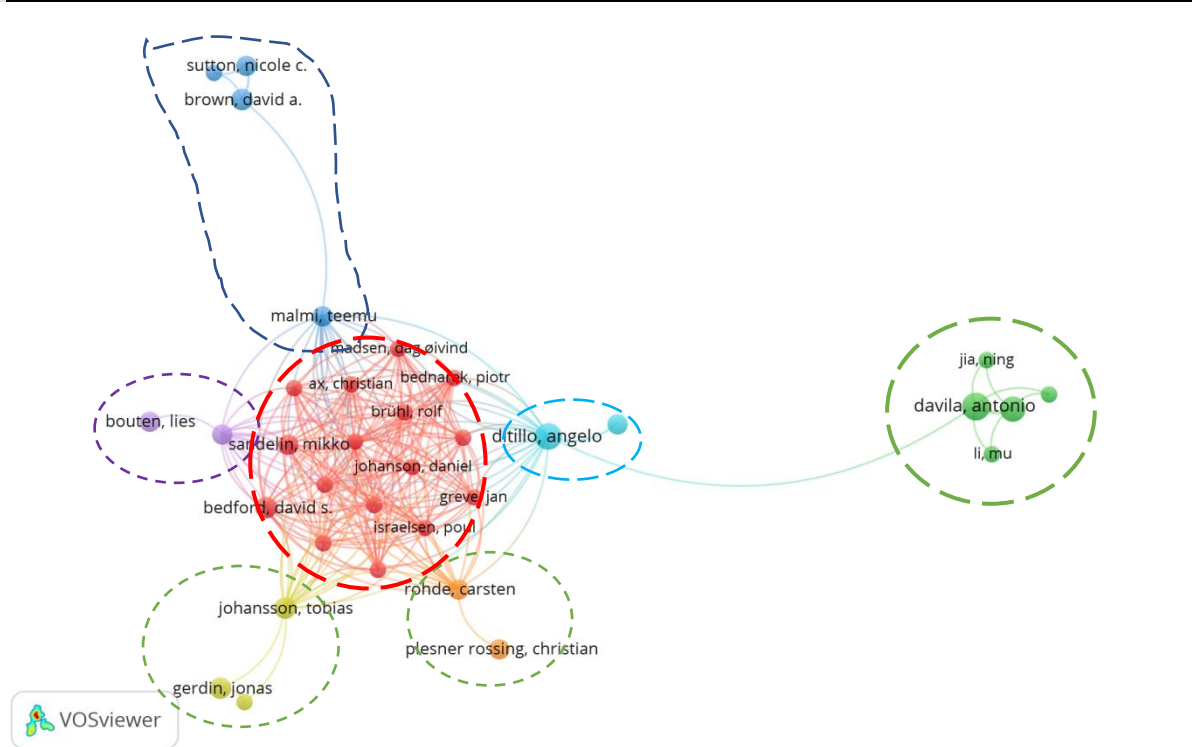 sutton, nicole c.
brown, david a.
malmi, teemu
madsen, dag øivind
jia, ning
ax, christian
bednarek, piotr
bouten, lies
brühl, rolf
davila, antonio
sandelin, mikko
ditillo, angelo
li, mu
johanson, daniel
greve, jan
bedford, david s.
israelsen, poul
rohde, carsten
johansson, tobias
plesner rossing, christian
gerdin, jonas
VOSviewer